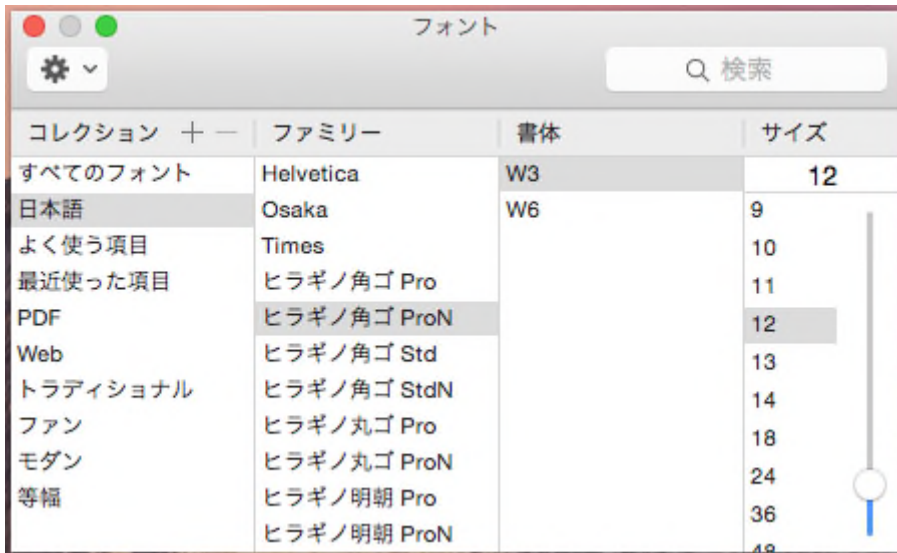 フォント
検索
コレクション ＋ －
ファミリー
書体
サイズ
すべてのフォント
日本語
よく使う項目
最近使った項目
PDF
Web
トラディショナル
ファン
モダン
等幅
Helvetica
Osaka
Times
ヒラギノ角ゴ Pro
ヒラギノ角ゴ ProN
ヒラギノ角ゴ Std
ヒラギノ角ゴ StdN
ヒラギノ丸ゴ Pro
ヒラギノ丸ゴ ProN
ヒラギノ明朝 Pro
ヒラギノ明朝 ProN
W3
W6
12
9
10
11
12
13
14
18
24
36
48